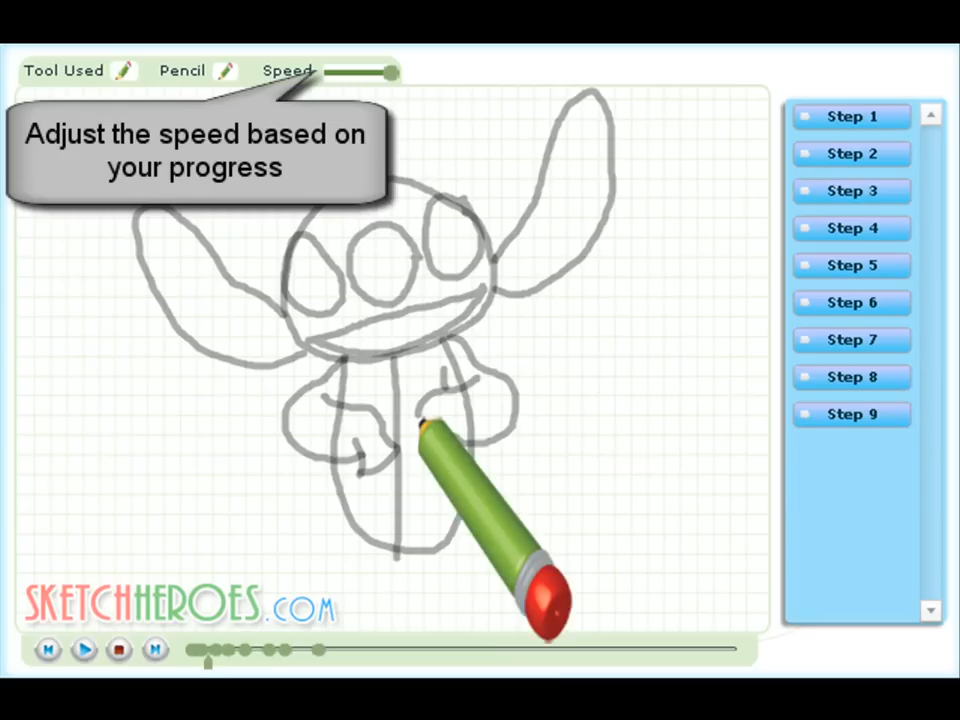 Tool Used Pencil Speed
Adjust the speed based on
your progress
Step 1
Step 2
Step 3
Step 4
Step 5
Step 6
Step 7
Step 8
Step 9
SKETCHHEROES.COM